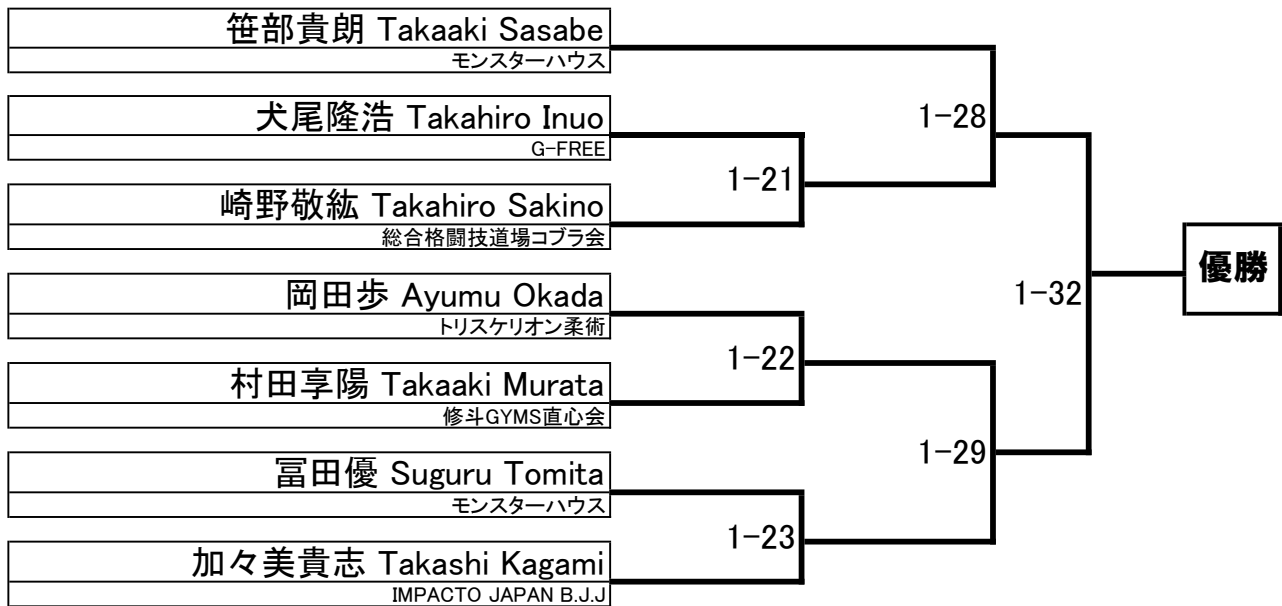 笹部貴朗 Takaaki Sasabe
モンスターハウス
犬尾隆浩 Takahiro Inuo
G-FREE
崎野敬紘 Takahiro Sakino
総合格闘技道場コブラ会
岡田歩 Ayumu Okada
トリスケリオン柔術
村田享陽 Takaaki Murata
修斗GYMS直心会
冨田優 Suguru Tomita
モンスターハウス
加々美貴志 Takashi Kagami
IMPACTO JAPAN B.J.J
1-21
1-22
1-23
1-28
1-29
1-32
優勝